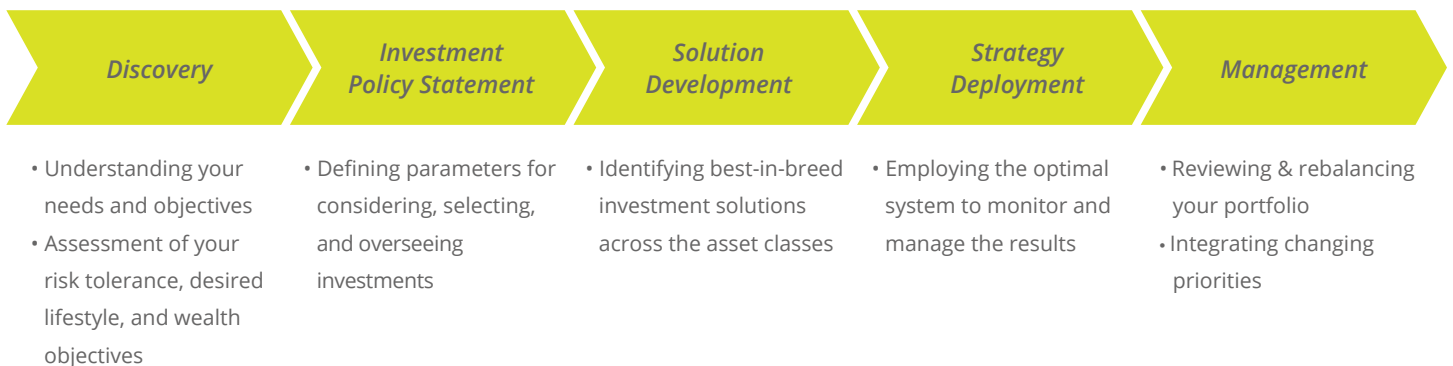 Discovery
Investment
Policy Statement
Solution
Development
Strategy
Deployment
Management
• Understanding your
needs and objectives
• Assessment of your
risk tolerance, desired
lifestyle, and wealth
objectives
• Defining parameters for
considering, selecting,
and overseeing
investments
• Identifying best-in-breed
investment solutions
across the asset classes
• Employing the optimal
system to monitor and
manage the results
• Reviewing & rebalancing
your portfolio
• Integrating changing
priorities